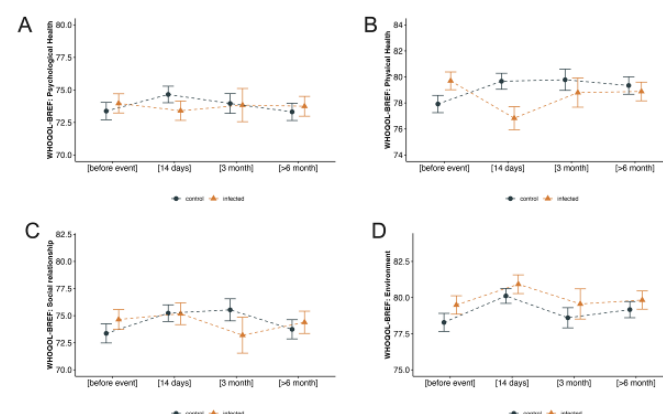 A
WHOQOL-BREF: Psychological Health
80.0
77.5
75.0
72.5
70.0
[before event] [14 days] [3 month] [>6 month]
control infected
B
WHOQOL-BREF: Physical Health
84
82
80
78
76
74
[before event] [14 days] [3 month] [>6 month]
control infected
C
WHOQOL-BREF: Social relationship
82.5
80.0
77.5
75.0
72.5
70.0
[before event] [14 days] [3 month] [>6 month]
control infected
D
WHOQOL-BREF: Environment
82.5
80.0
77.5
75.0
[before event] [14 days] [3 month] [>6 month]
control infected